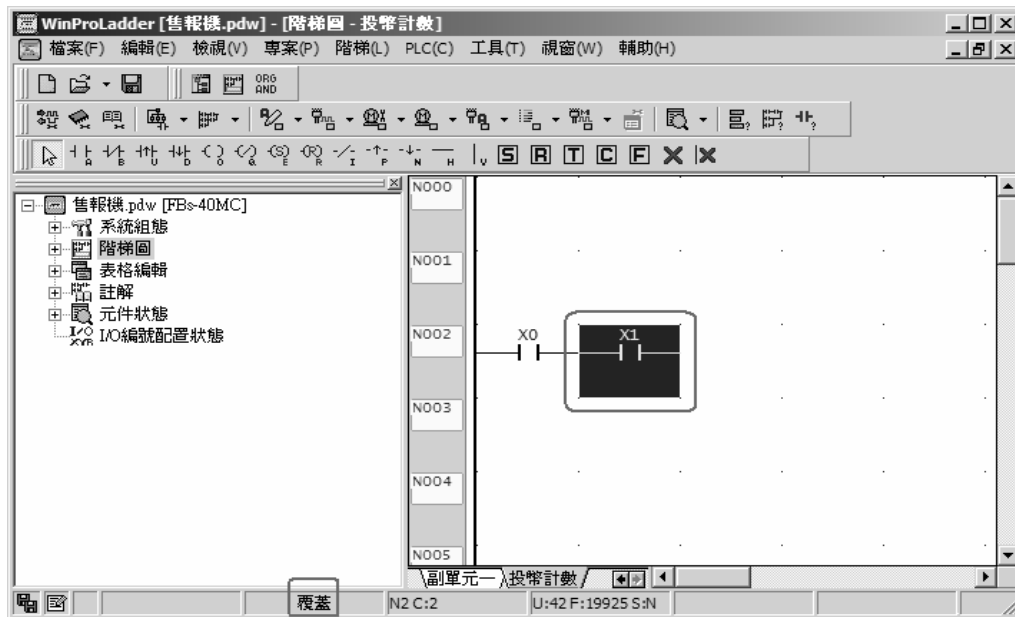 WinProLadder [售報機.pdw] - [階梯圖 - 投幣計數]
檔案(F) 編輯(E) 檢視(V) 專案(P) 階梯(L) PLC(C) 工具(T) 視窗(W) 輔助(H)
ORG
AND
A B U D O & E R I P N H V S R T C F
售報機.pdw [FBs-40MC]
系統組態
階梯圖
表格編輯
註解
元件狀態
I/O編號配置狀態
N000
N001
N002 X0 X1
N003
N004
N005
副單元一 投幣計數
覆蓋 N2 C:2 U:42 F:19925 S:N